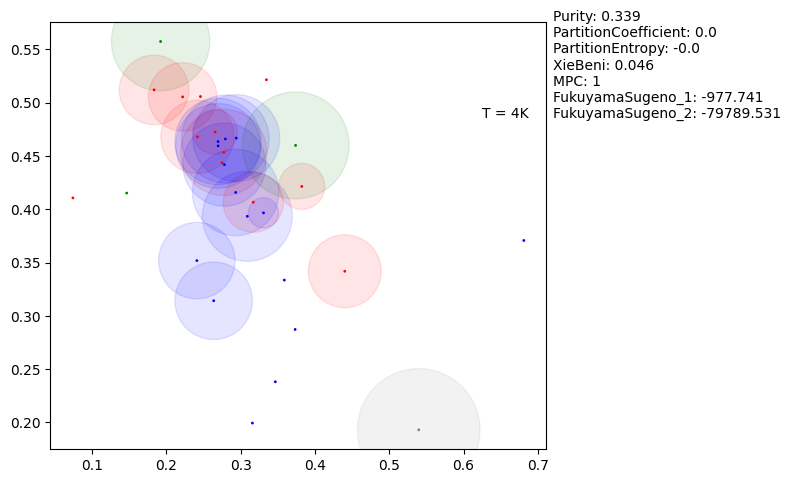 Purity: 0.339
PartitionCoefficient: 0.0
PartitionEntropy: -0.0
XieBeni: 0.046
MPC: 1
FukuyamaSugeno_1: -977.741
FukuyamaSugeno_2: -79789.531
T = 4K
0.55
0.50
0.45
0.40
0.35
0.30
0.25
0.20
0.1 0.2 0.3 0.4 0.5 0.6 0.7